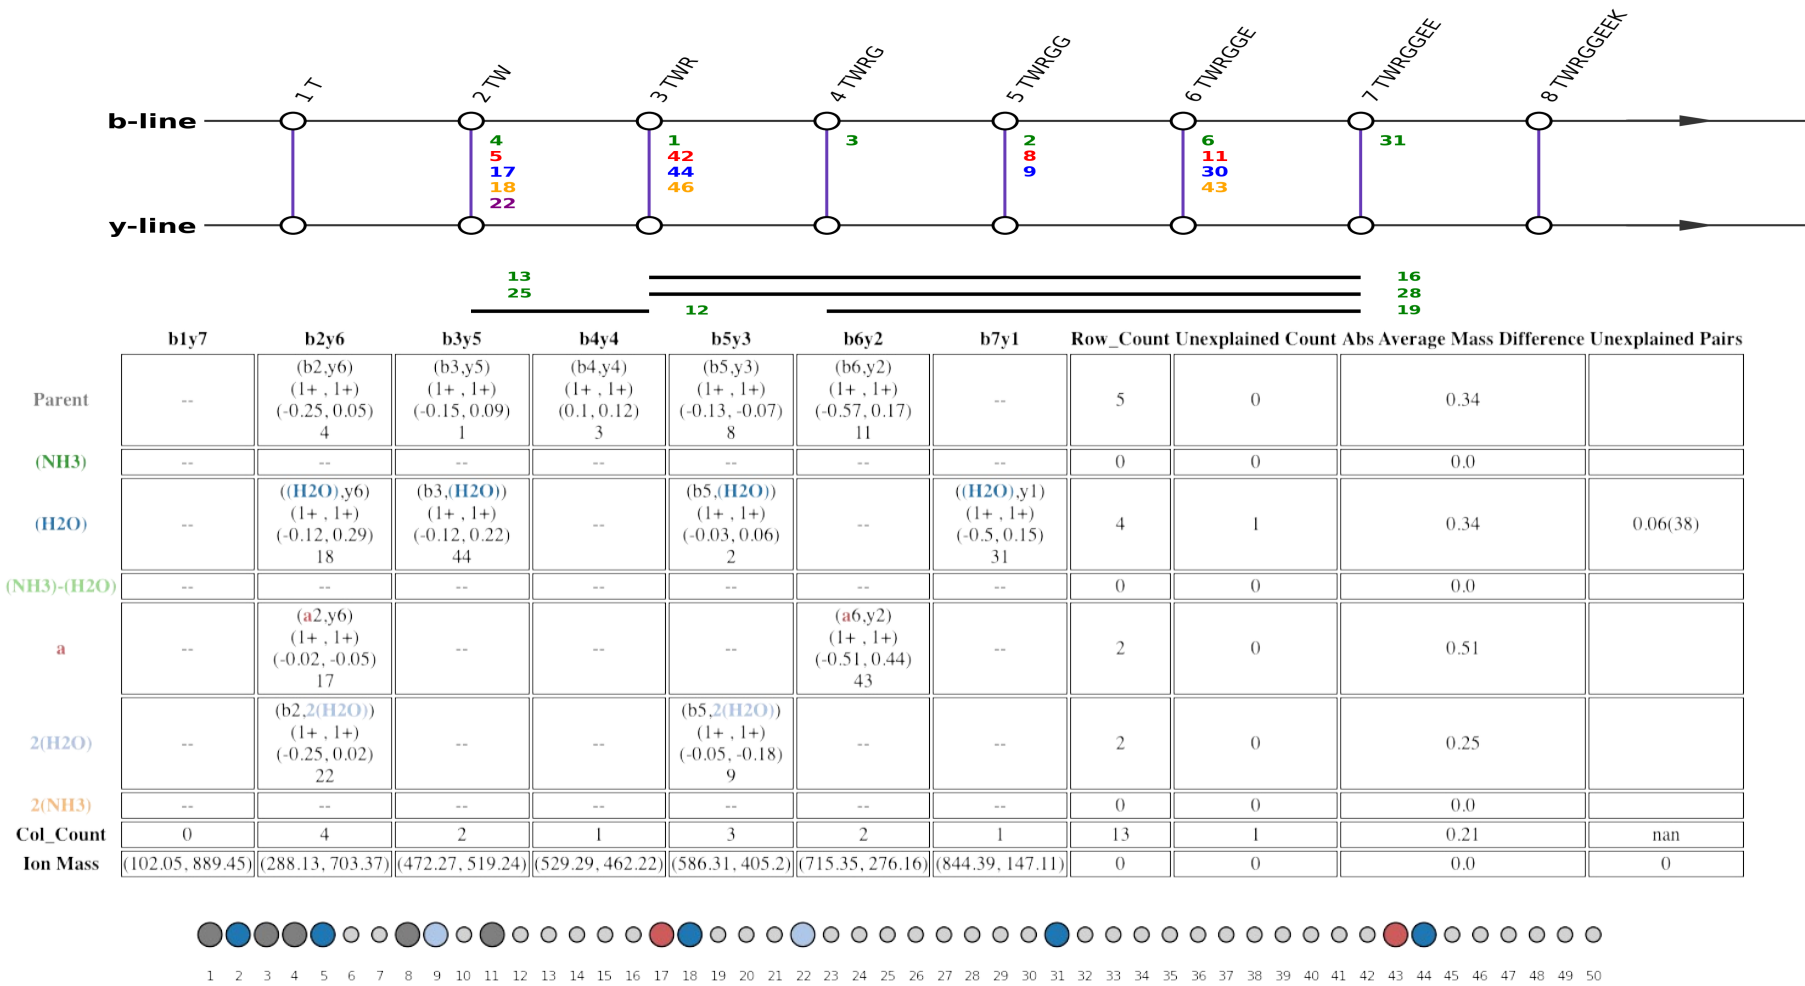 1 T
2 TW
3 TWR
4 TWRG
5 TWRGG
6 TWRGGE
7 TWRGGEE
8 TWRGGEEK
b-line
4 1 3 2 6 31
5 42 8 11
17 44 9 30
18 46 43
22
y-line
13 16
25 28
12 19
b1y7 b2y6 b3y5 b4y4 b5y3 b6y2 b7y1 Row_Count Unexplained Count Abs Average Mass Difference Unexplained Pairs
(b2,y6) (b3,y5) (b4,y4) (b5,y3) (b6,y2)
(1+ , 1+) (1+ , 1+) (1+ , 1+) (1+ , 1+) (1+ , 1+)
Parent -- -- 5 0 0.34
(-0.25, 0.05) (-0.15, 0.09) (0.1, 0.12) (-0.13, -0.07) (-0.57, 0.17)
4 1 3 8 11
(NH3) -- -- -- -- -- -- -- 0 0 0.0
((H2O),y6) (b3,(H2O)) (b5,(H2O)) ((H2O),y1)
(1+ , 1+) (1+ , 1+) (1+ , 1+) (1+ , 1+)
(H2O) -- -- -- 4 1 0.34 0.06(38)
(-0.12, 0.29) (-0.12, 0.22) (-0.03, 0.06) (-0.5, 0.15)
18 44 2 31
(NH3)-(H2O) -- -- -- -- -- -- -- 0 0 0.0
(a2,y6) (a6,y2)
(1+ , 1+) (1+ , 1+)
a -- -- -- -- -- 2 0 0.51
(-0.02, -0.05) (-0.51, 0.44)
17 43
(b2,2(H2O)) (b5,2(H2O))
(1+ , 1+) (1+ , 1+)
2(H2O) -- -- -- -- -- 2 0 0.25
(-0.25, 0.02) (-0.05, -0.18)
22 9
2(NH3) -- -- -- -- -- -- -- 0 0 0.0
Col_Count 0 4 2 1 3 2 1 13 1 0.21 nan
Ion Mass (102.05, 889.45) (288.13, 703.37) (472.27, 519.24) (529.29, 462.22) (586.31, 405.2) (715.35, 276.16) (844.39, 147.11) 0 0 0.0 0
1 2 3 4 5 6 7 8 9 10 11 12 13 14 15 16 17 18 19 20 21 22 23 24 25 26 27 28 29 30 31 32 33 34 35 36 37 38 39 40 41 42 43 44 45 46 47 48 49 50